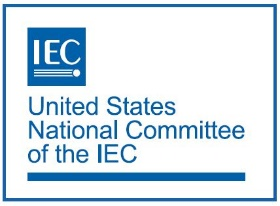 IEC
United States
National Committee
of the IEC